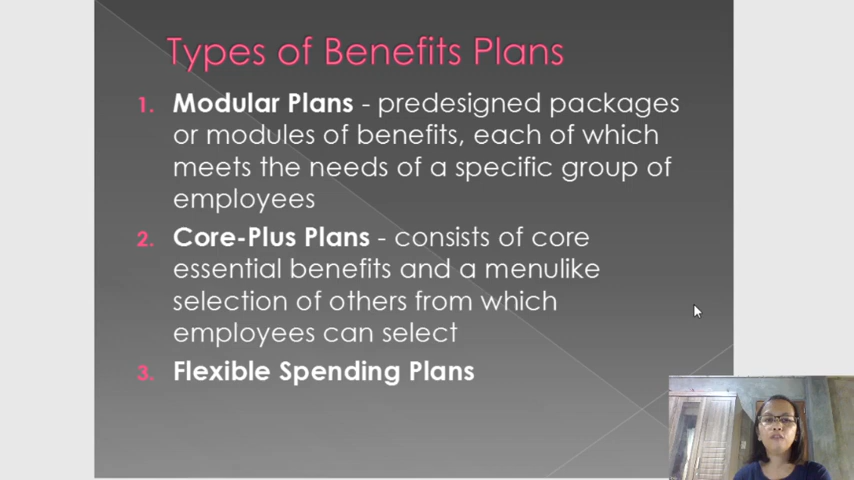 Types of Benefits Plans
1. Modular Plans - predesigned packages
or modules of benefits, each of which
meets the needs of a specific group of
employees
2. Core-Plus Plans - consists of core
essential benefits and a menulike
selection of others from which
employees can select
3. Flexible Spending Plans